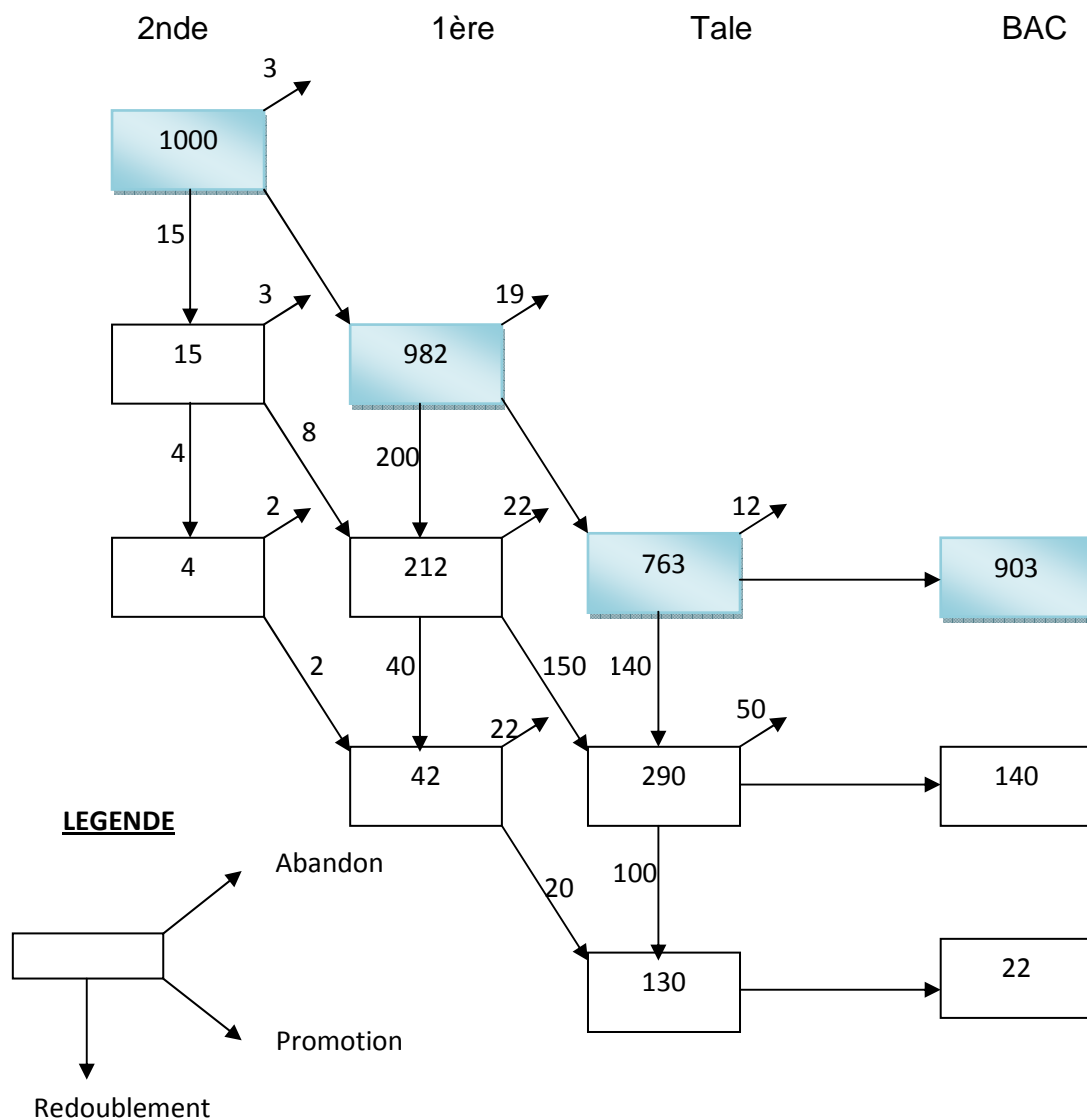 2nde 1ère Tale BAC
3
1000
15
3 19
15 982
8
4 200
2 22 12
4 212 763 903
2 40 150 140
22 50
42 290 140
LEGENDE
Abandon
20 100
130 22
Promotion
Redoublement